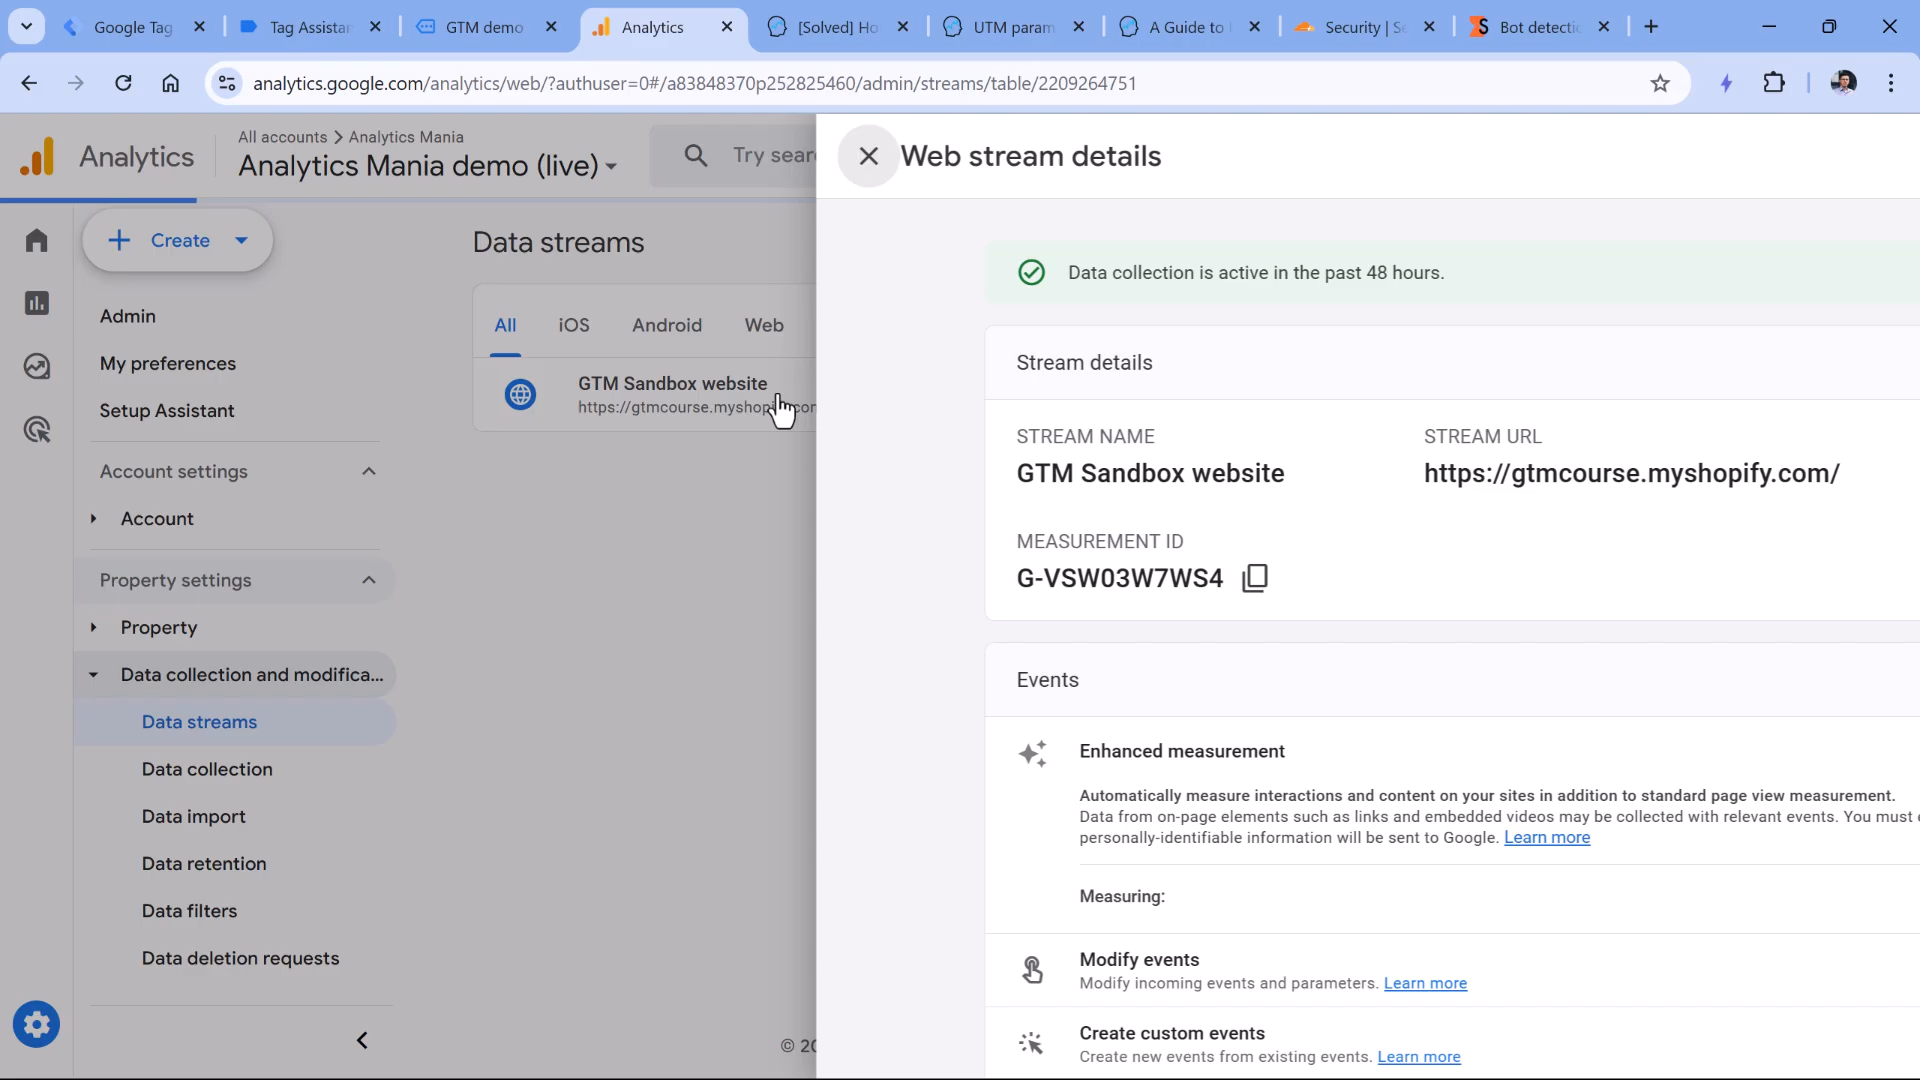 Google Tag
Tag Assistan
GTM demo
Analytics
[Solved] Ho
UTM param
A Guide to
Security | Se
Bot detectic
analytics.google.com/analytics/web/?authuser=0#/a83848370p252825460/admin/streams/table/2209264751
Analytics
All accounts > Analytics Mania
Analytics Mania demo (live)
Try sear
Web stream details
Create
Data streams
Data collection is active in the past 48 hours.
Admin
All
iOS
Android
Web
My preferences
Stream details
GTM Sandbox website
https://gtmcourse.myshopi
Setup Assistant
STREAM NAME
STREAM URL
GTM Sandbox website
https://gtmcourse.myshopify.com/
Account settings
Account
MEASUREMENT ID
G-VSW03W7WS4
Property settings
Property
Data collection and modifica...
Events
Data streams
Enhanced measurement
Data collection
Automatically measure interactions and content on your sites in addition to standard page view measurement.
Data from on-page elements such as links and embedded videos may be collected with relevant events. You must
personally-identifiable information will be sent to Google. Learn more
Data import
Data retention
Measuring:
Data filters
Modify events
Modify incoming events and parameters. Learn more
Data deletion requests
Create custom events
Create new events from existing events. Learn more
© 20